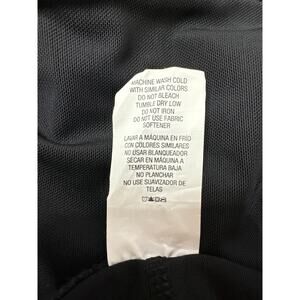 MACHINE WASH COLD
WITH SIMILAR COLORS
DO NOT BLEACH
TUMBLE DRY LOW
DO NOT IRON
DO NOT USE FABRIC
SOFTENER
LAVAR A MÁQUINA EN FRÍO
CON COLORES SIMILARES
NO USAR BLANQUEADOR
SECAR EN MÁQUINA A
TEMPERATURA BAJA
NO PLANCHAR
NO USE SUAVIZADOR DE
TELAS